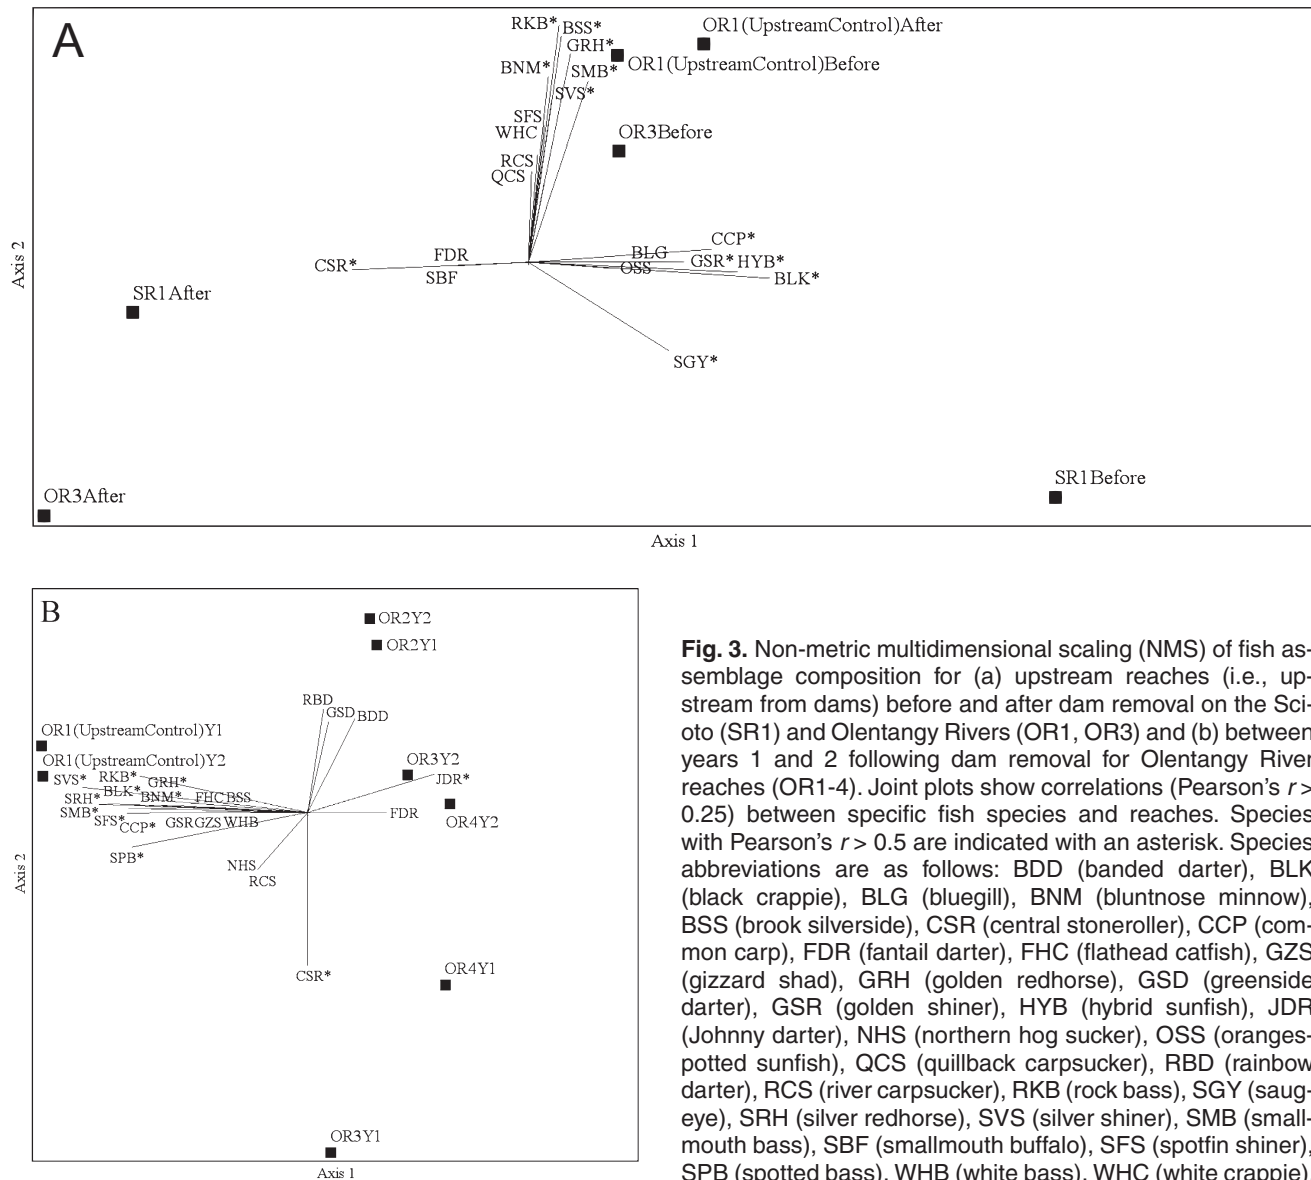 A
RKB*
BSS*
OR1(UpstreamControl)After
GRH*
OR1(UpstreamControl)Before
BNM*
SMB*
SVS*
SFS
WHC
OR3Before
RCS
QCS
CCP*
BLG
FDR
GSR* HYB*
CSR*
OSS
SBF
BLK*
SR1After
SGY*
SR1Before
OR3After
Axis 2
Axis 1
B
OR2Y2
OR2Y1
RBD
GSD
BDD
OR1(UpstreamControl)Y1
OR1(UpstreamControl)Y2
OR3Y2
SVS*
RKB*
GRH*
JDR*
BLK*
SRH*
BNM*
FHC BSS
SMB*
FDR
OR4Y2
SFS*
CCP*
GSRGZS WHB
SPB*
NHS
RCS
CSR*
OR4Y1
OR3Y1
Axis 2
Axis 1
Fig. 3. Non-metric multidimensional scaling (NMS) of fish as-
semblage composition for (a) upstream reaches (i.e., up-
stream from dams) before and after dam removal on the Sci-
oto (SR1) and Olentangy Rivers (OR1, OR3) and (b) between
years 1 and 2 following dam removal for Olentangy River
reaches (OR1-4). Joint plots show correlations (Pearson's r >
0.25) between specific fish species and reaches. Species
with Pearson's r > 0.5 are indicated with an asterisk. Species
abbreviations are as follows: BDD (banded darter), BLK
(black crappie), BLG (bluegill), BNM (bluntnose minnow),
BSS (brook silverside), CSR (central stoneroller), CCP (com-
mon carp), FDR (fantail darter), FHC (flathead catfish), GZS
(gizzard shad), GRH (golden redhorse), GSD (greenside
darter), GSR (golden shiner), HYB (hybrid sunfish), JDR
(Johnny darter), NHS (northern hog sucker), OSS (oranges-
potted sunfish), QCS (quillback carpsucker), RBD (rainbow
darter), RCS (river carpsucker), RKB (rock bass), SGY (saug-
eye), SRH (silver redhorse), SVS (silver shiner), SMB (small-
mouth bass), SBF (smallmouth buffalo), SFS (spotfin shiner),
SPB (spotted bass), WHB (white bass), WHC (white crappie)